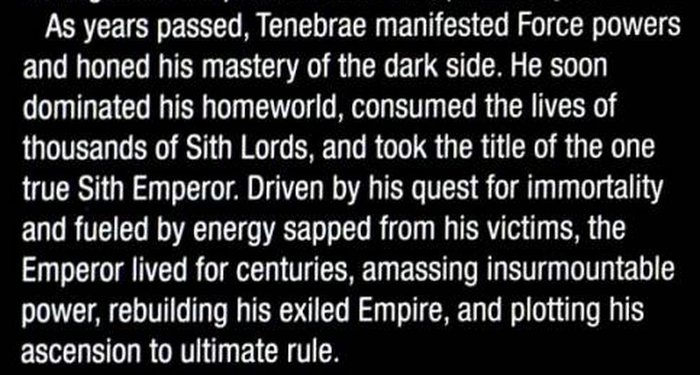 As years passed, Tenebrae manifested Force powers
and honed his mastery of the dark side. He soon
dominated his homeworld, consumed the lives of
thousands of Sith Lords, and took the title of the one
true Sith Emperor. Driven by his quest for immortality
and fueled by energy sapped from his victims, the
Emperor lived for centuries, amassing insurmountable
power, rebuilding his exiled Empire, and plotting his
ascension to ultimate rule.